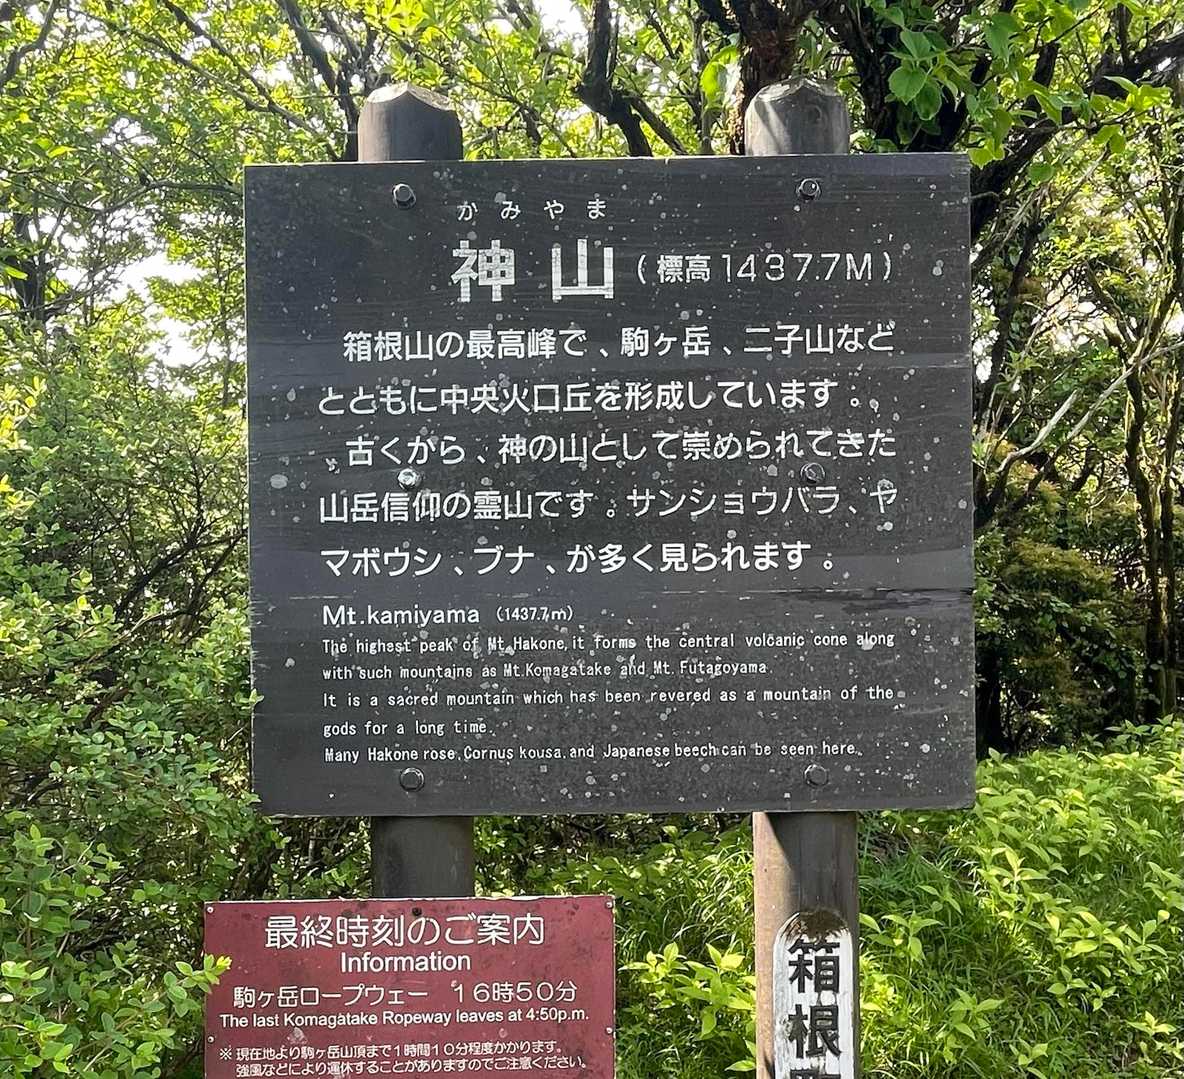 かみやま
神山(標高1437.7M)
箱根山の最高峰で、駒ヶ岳、二子山など
とともに中央火口丘を形成しています。
古くから、神の山として崇められてきた
山岳信仰の霊山です。サンショウバラ、ヤ
マボウシ、ブナ、が多く見られます。
Mt.kamiyama (1437.7m)
The highest peak of Mt.Hakone,it forms the central volcanic cone along
with such mountains as Mt.Komagatake and Mt.Futagoyama.
It is a sacred mountain which has been revered as a mountain of the
gods for a long time.
Many Hakone rose,Cornus kousa,and Japanese beech can be seen here.
最終時刻のご案内
Information
駒ヶ岳ロープウェー 16時50分
The last Komagatake Ropeway leaves at 4:50p.m.
※現在地より駒ヶ岳山頂まで1時間10分程度かかります。
強風などにより運休することがありますのでご注意ください。
箱根